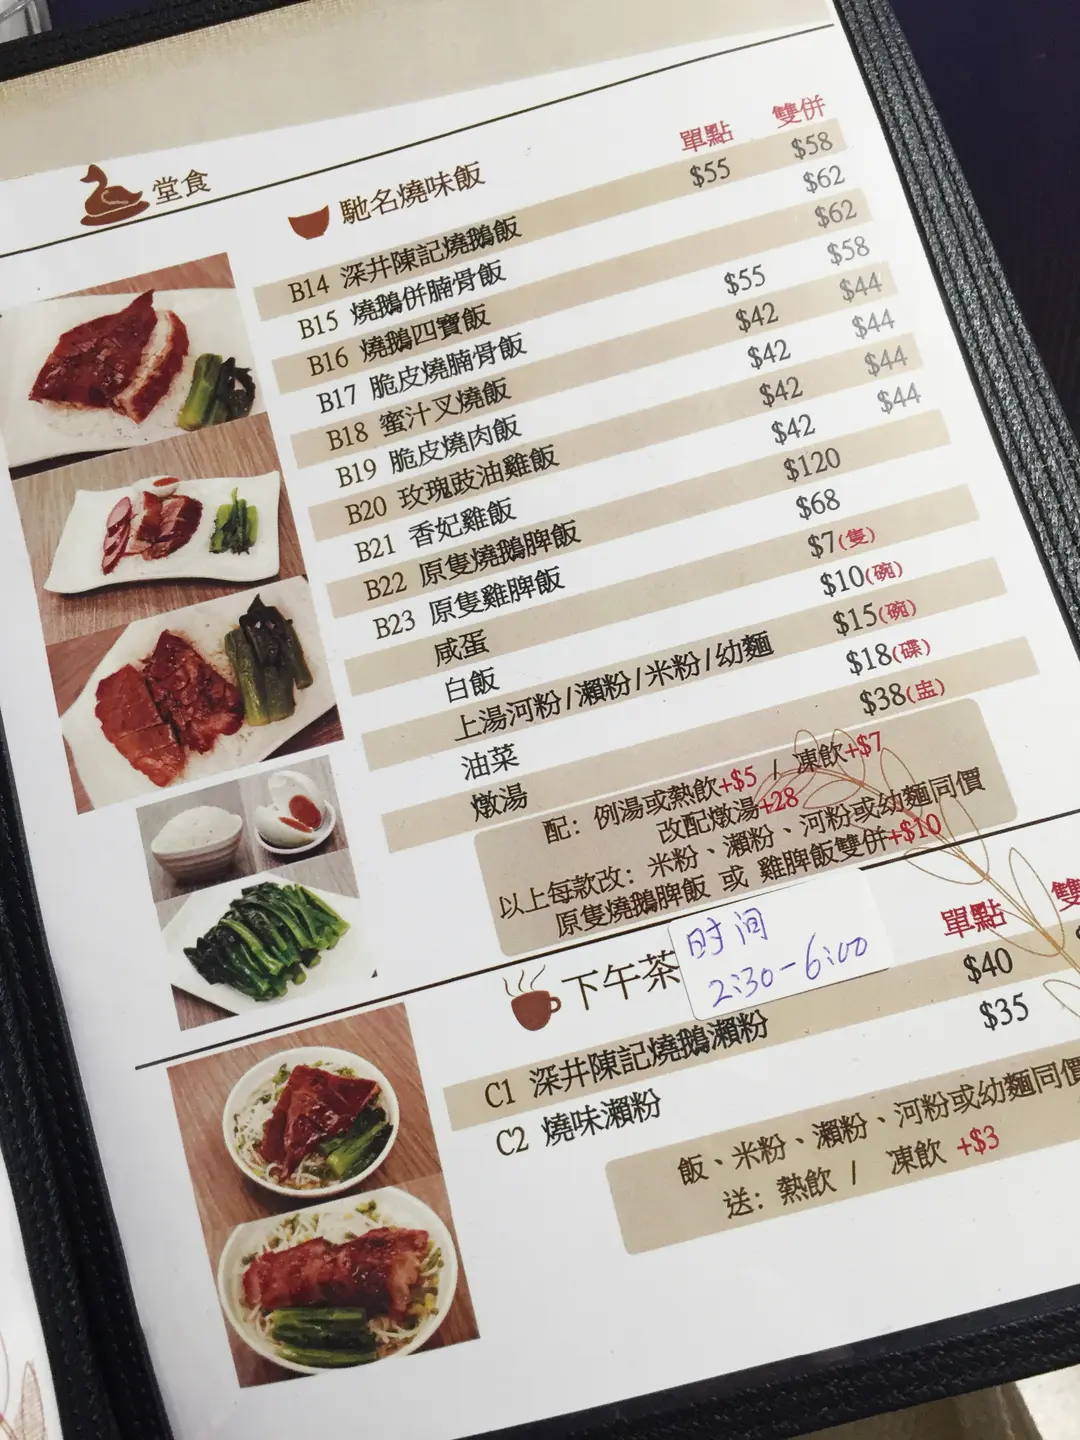 堂食
馳名燒味飯 單點 雙併
B14 深井陳記燒鵝飯 $55 $58
B15 燒鵝併腩骨飯 $62
B16 燒鵝四寶飯 $62
B17 脆皮燒腩骨飯 $55 $58
B18 蜜汁叉燒飯 $42 $44
B19 脆皮燒肉飯 $42 $44
B20 玫瑰豉油雞飯 $42 $44
B21 香妃雞飯 $42 $44
B22 原隻燒鵝脾飯 $120
B23 原隻雞脾飯 $68
咸蛋 $7(隻)
白飯 $10(碗)
上湯河粉/瀨粉/米粉/幼麵 $15(碗)
油菜 $18(碟)
燉湯 $38(盅)
配：例湯或熱飲+$5 / 凍飲+$7
改配燉湯+28
以上每款改：米粉、瀨粉、河粉或幼麵同價
原隻燒鵝脾飯 或 雞脾飯雙併+$10
下午茶 时间 單點 雙
2:30-6:00
C1 深井陳記燒鵝瀨粉 $40
C2 燒味瀨粉 $35
飯、米粉、瀨粉、河粉或幼麵同價
送：熱飲 / 凍飲 +$3